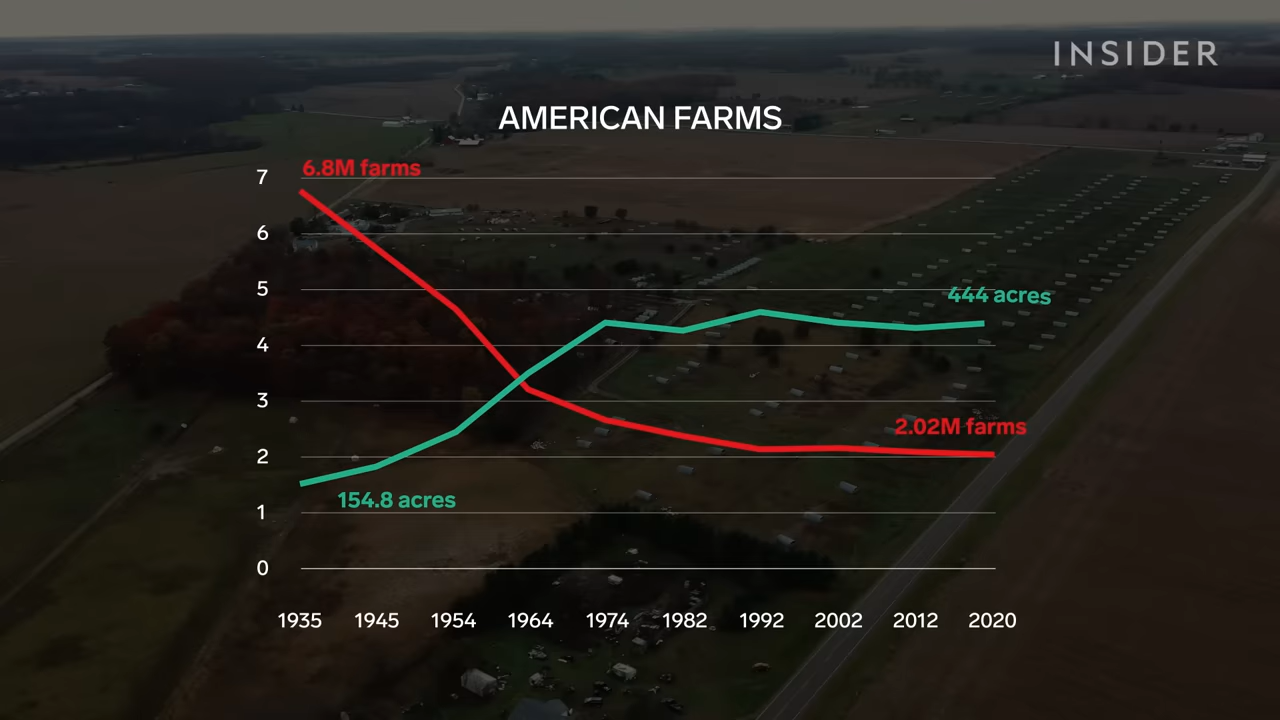 INSIDER
AMERICAN FARMS
6.8M farms
7
6
5
444 acres
4
3
2.02M farms
2
154.8 acres
1
0
1935 1945 1954 1964 1974 1982 1992 2002 2012 2020